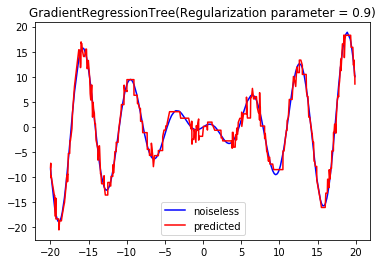 GradientRegressionTree(Regularization parameter = 0.9)
20
15
10
5
0
−5
−10
−15
−20
noiseless
predicted
−20 −15 −10 −5 0 5 10 15 20